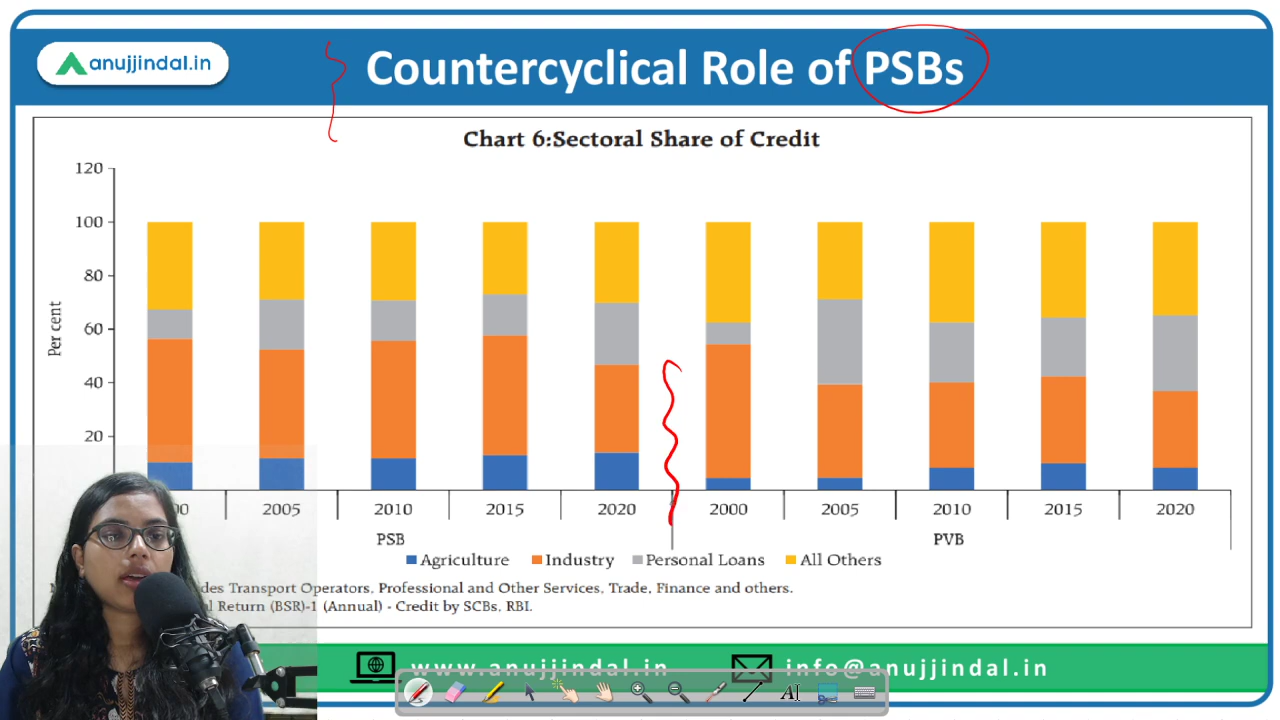 anujjindal.in
Countercyclical Role of PSBs
Chart 6:Sectoral Share of Credit
120
100
80
60
40
20
Per cent
00 2005 2010 2015 2020 2000 2005 2010 2015 2020
PSB PVB
Agriculture Industry Personal Loans All Others
des Transport Operators, Professional and Other Services, Trade, Finance and others.
al Return (BSR)-1 (Annual) - Credit by SCBs, RBI.
www.anujjindal.in info@anujjindal.in